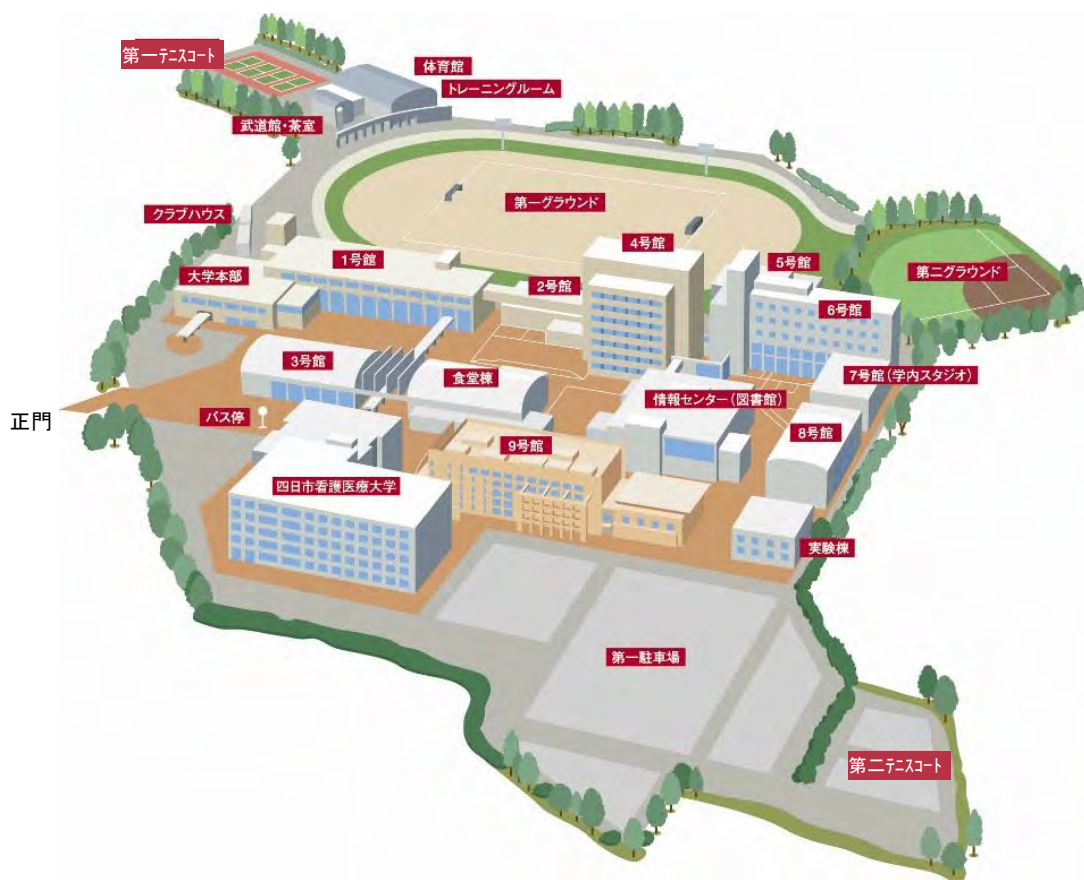 第一テニスコート
体育館
トレーニングルーム
武道館・茶室
第一グラウンド
クラブハウス
4号館
1号館
5号館
大学本部
2号館
第二グラウンド
6号館
3号館
食堂棟
7号館(学内スタジオ)
情報センター(図書館)
正門
バス停
8号館
9号館
四日市看護医療大学
実験棟
第一駐車場
第二テニスコート